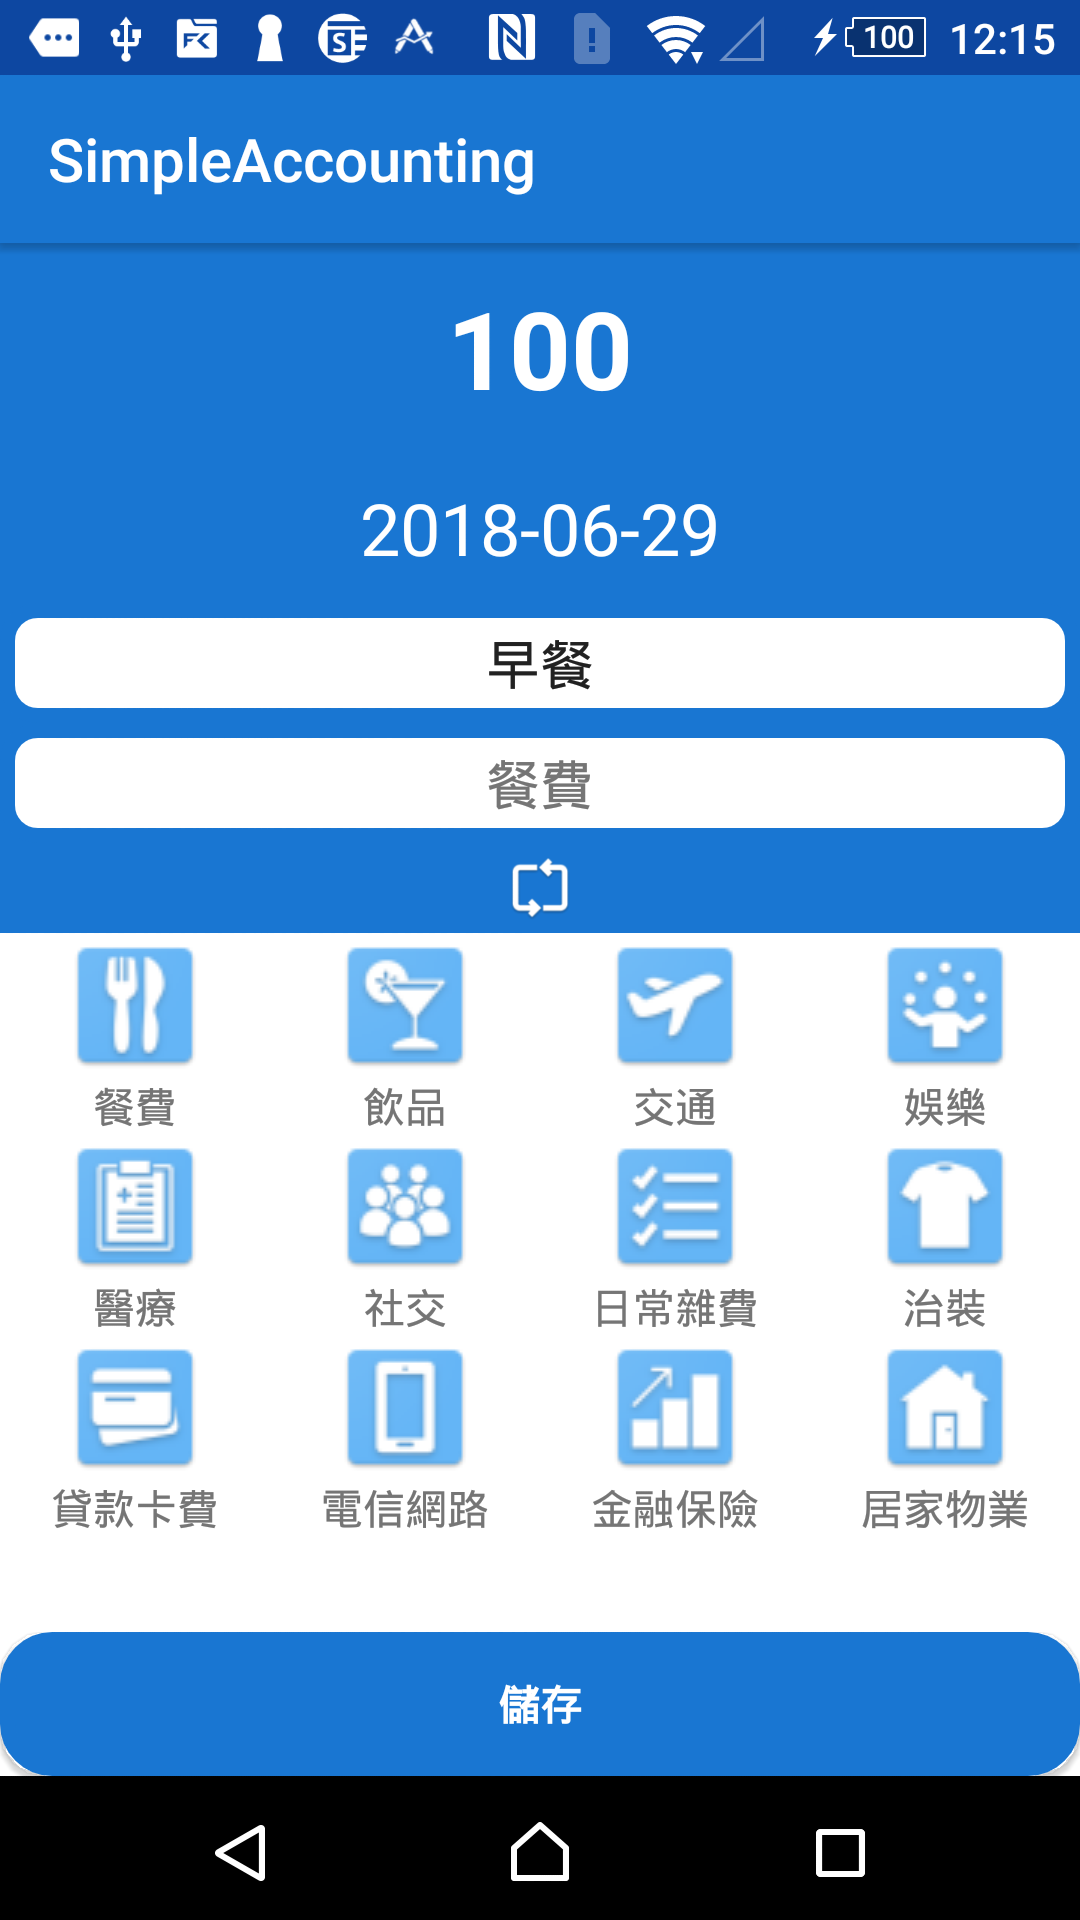 100 12:15
SimpleAccounting
100
2018-06-29
早餐
餐費
餐費 飲品 交通 娛樂
醫療 社交 日常雜費 治裝
貸款卡費 電信網路 金融保險 居家物業
儲存